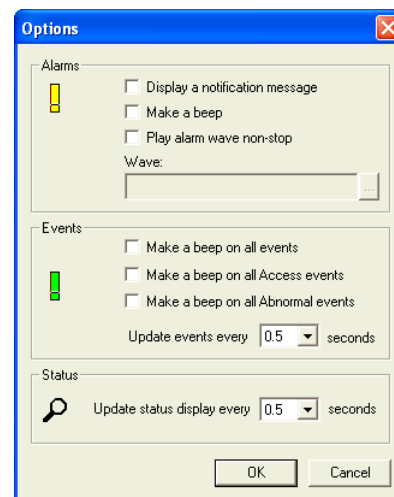 Options
Alarms
Display a notification message
Make a beep
Play alarm wave non-stop
Wave:
...
Events
Make a beep on all events
Make a beep on all Access events
Make a beep on all Abnormal events
Update events every 0.5 seconds
Status
Update status display every 0.5 seconds
OK Cancel